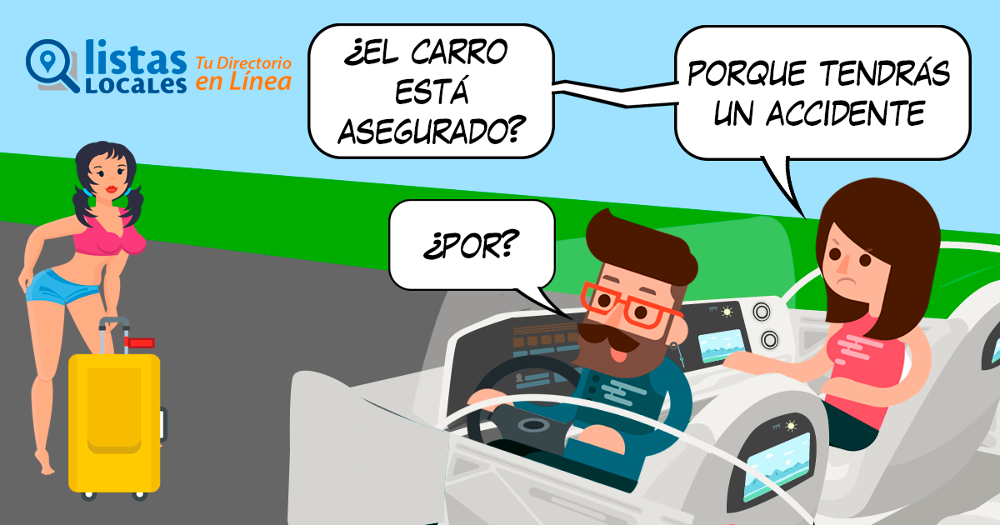 listas
LOCALES
Tu Directorio
en Línea
¿EL CARRO
ESTÁ
ASEGURADO?
¿POR?
PORQUE TENDRÁS
UN ACCIDENTE